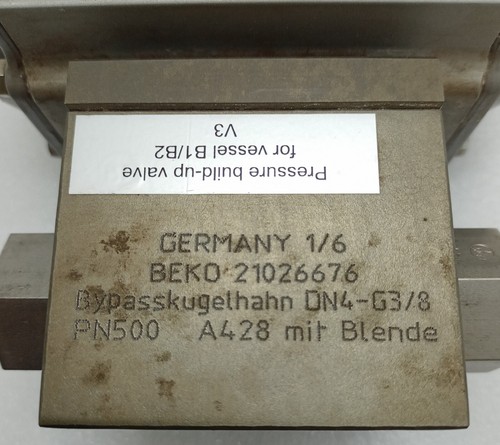 Pressure build-up valve
for vessel B1/B2
V3
GERMANY 1/6
BEKO 21026676
Bypasskugelhahn DN4-G3/8
PN500 A428 mit Blende